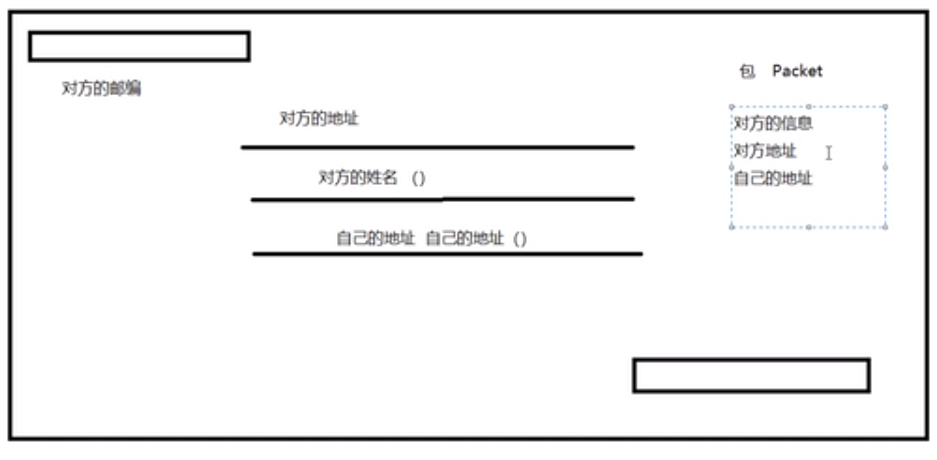 对方的邮编
对方的地址
对方的姓名 ()
自己的地址 自己的地址 ()
包 Packet
对方的信息
对方地址
自己的地址